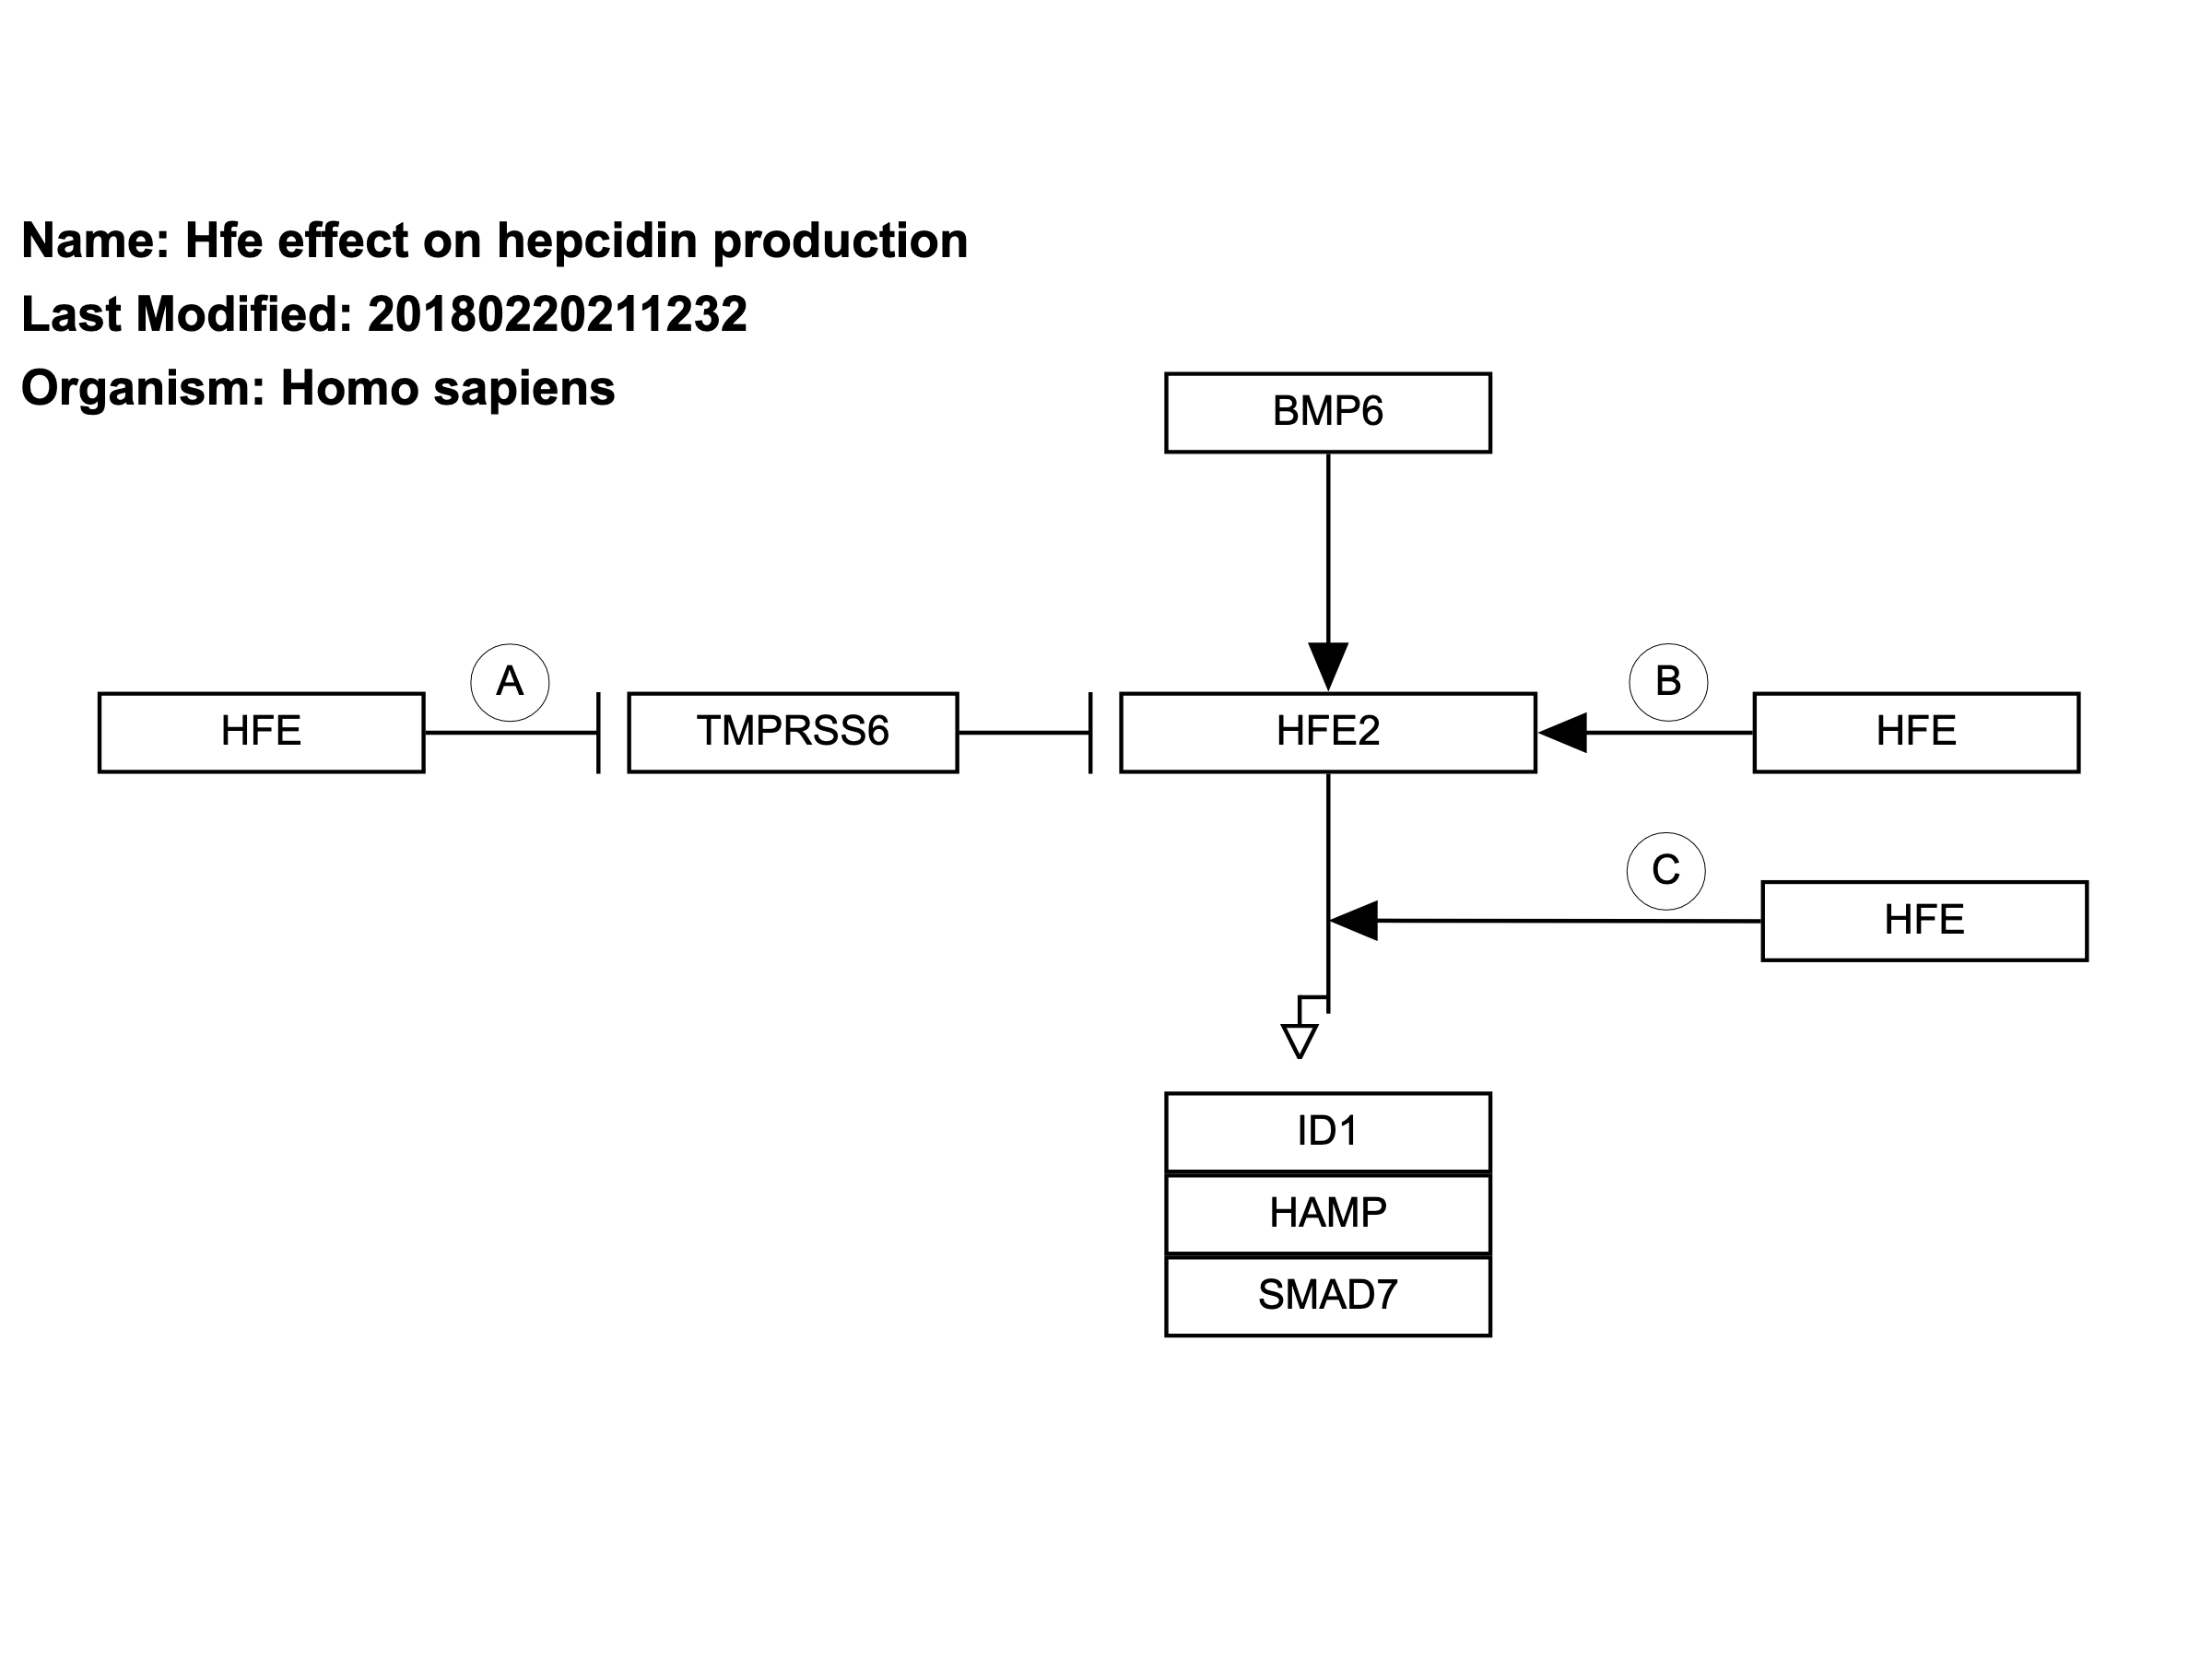 Name: Hfe effect on hepcidin production
Last Modified: 20180220211232
Organism: Homo sapiens
BMP6
A
B
HFE
TMPRSS6
HFE2
HFE
C
HFE
ID1
HAMP
SMAD7